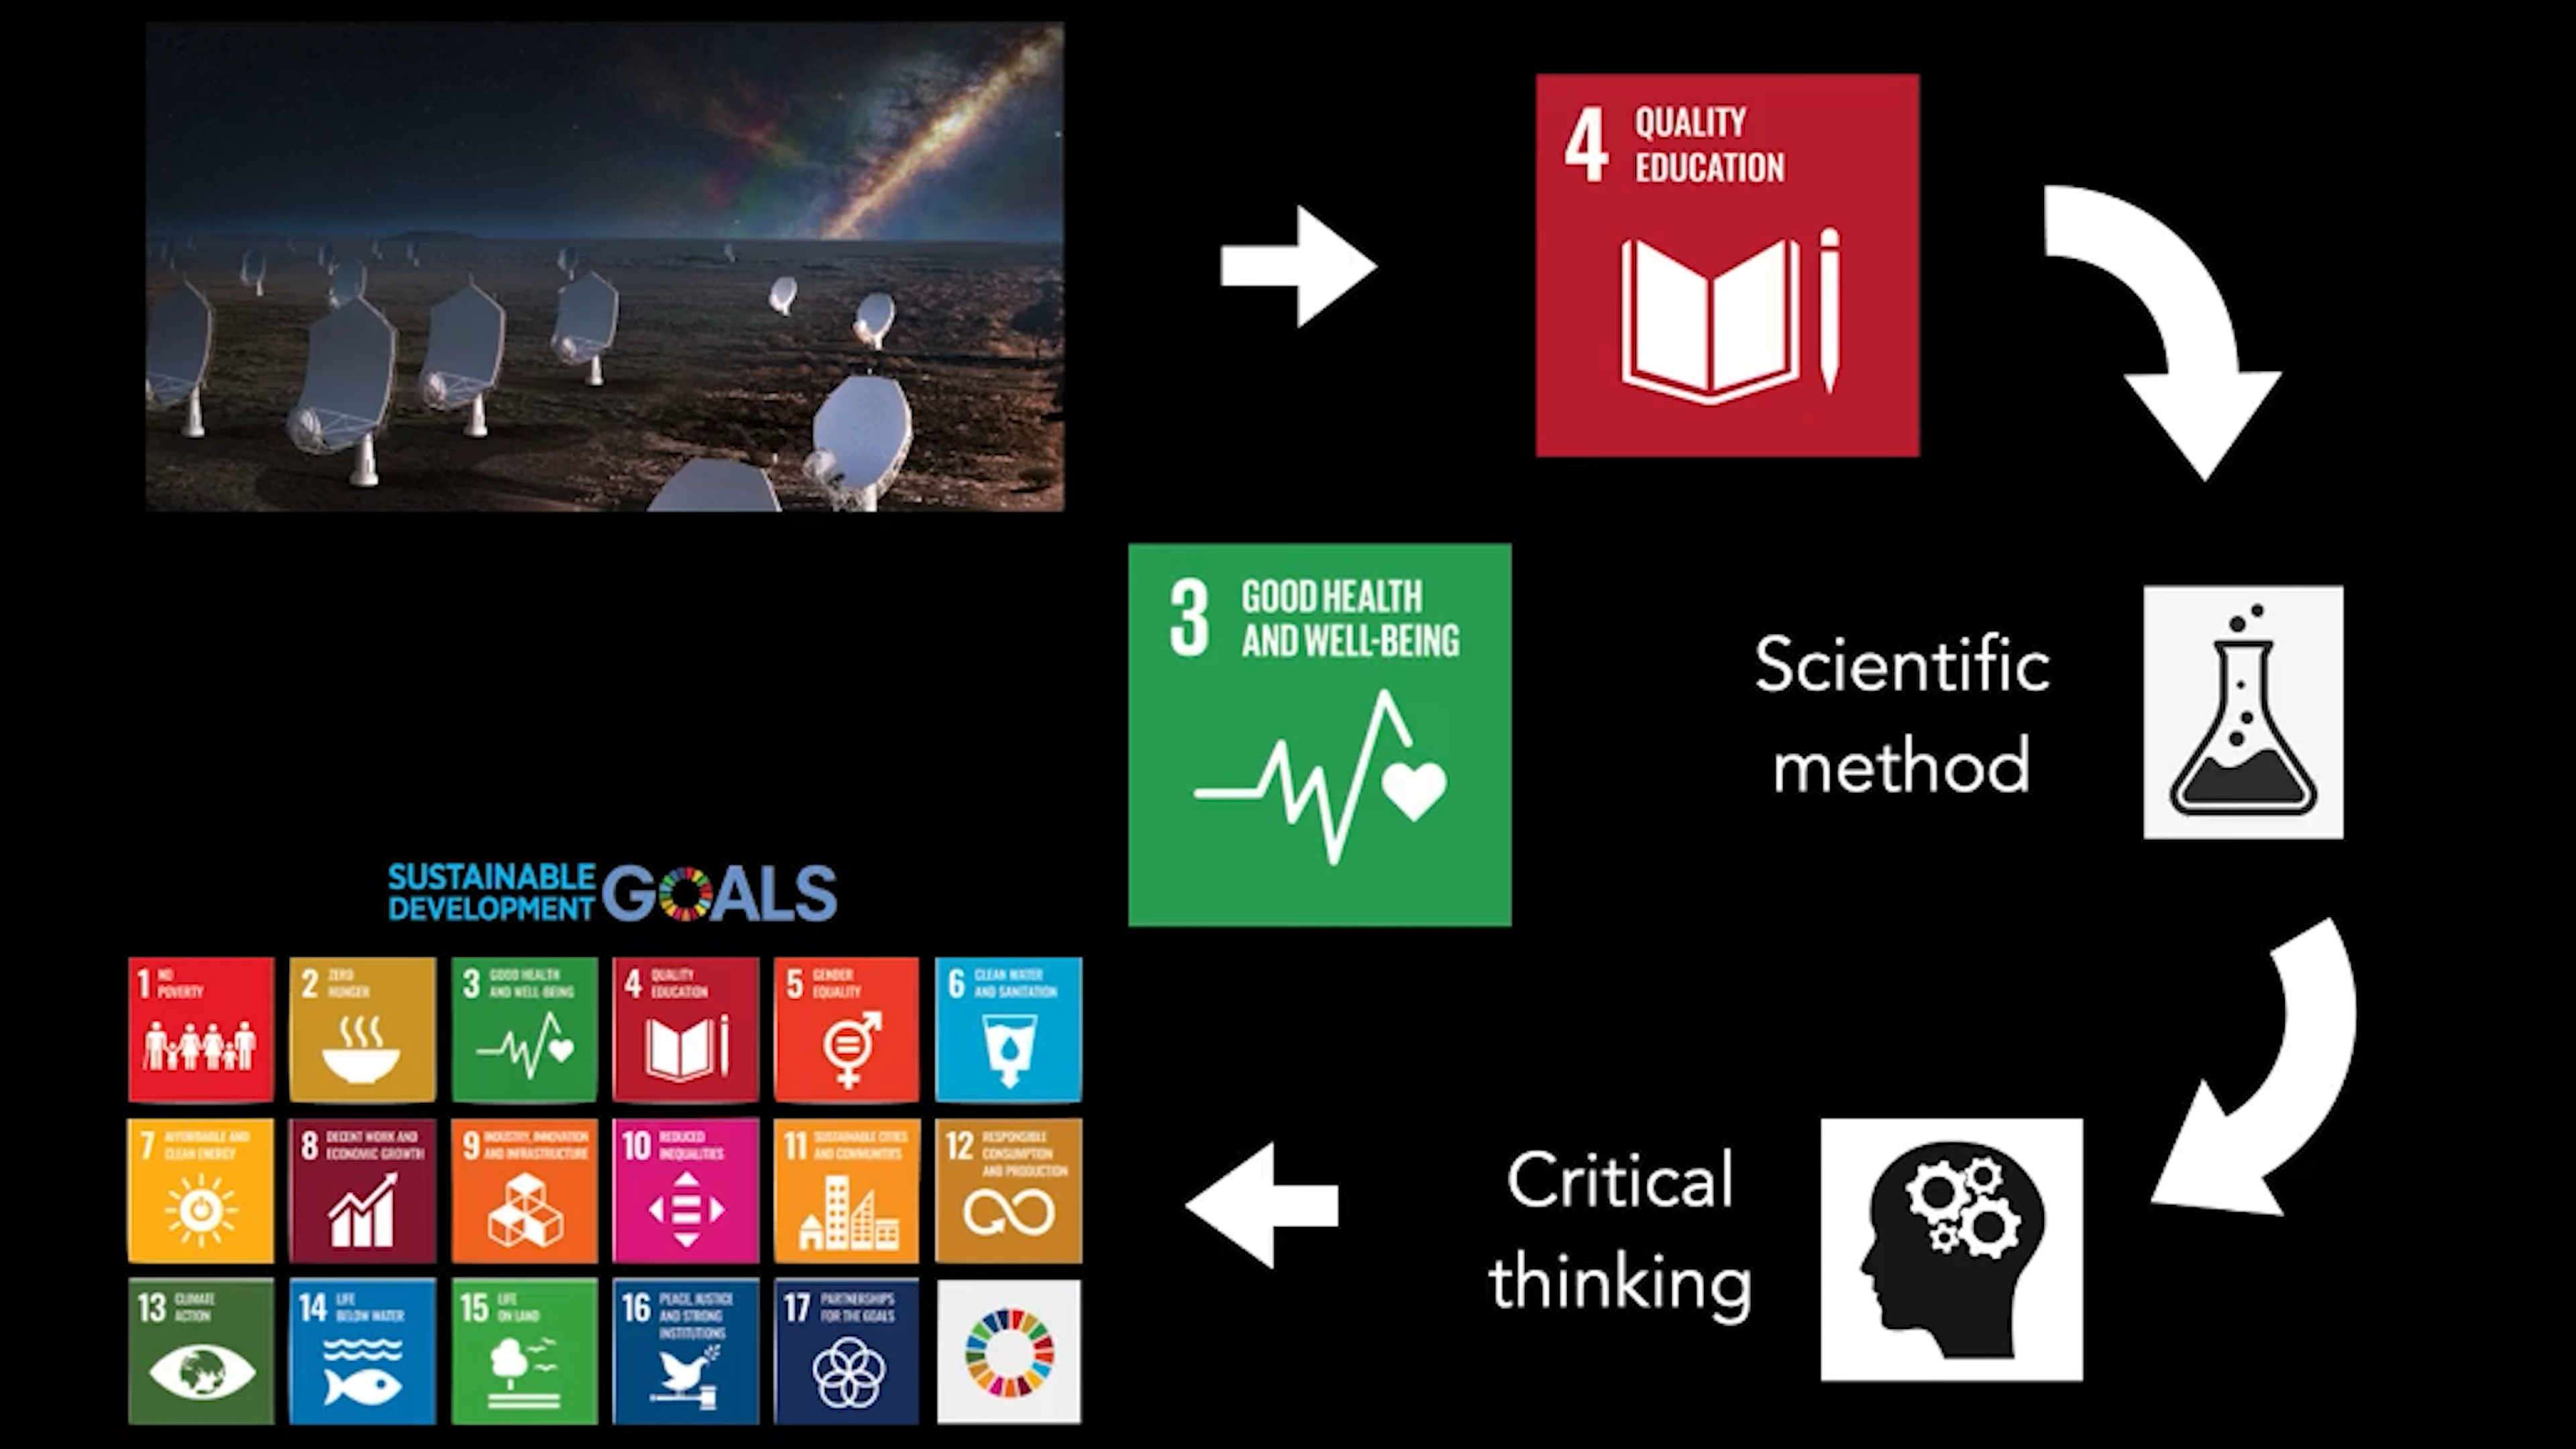 4 QUALITY
EDUCATION
3 GOOD HEALTH
AND WELL-BEING
Scientific
method
SUSTAINABLE
DEVELOPMENT GOALS
1 NO
POVERTY
2 ZERO
HUNGER
3 GOOD HEALTH
AND WELL-BEING
4 QUALITY
EDUCATION
5 GENDER
EQUALITY
6 CLEAN WATER
AND SANITATION
7 AFFORDABLE AND
CLEAN ENERGY
8 DECENT WORK AND
ECONOMIC GROWTH
9 INDUSTRY, INNOVATION
AND INFRASTRUCTURE
10 REDUCED
INEQUALITIES
11 SUSTAINABLE CITIES
AND COMMUNITIES
12 RESPONSIBLE
CONSUMPTION
AND PRODUCTION
13 CLIMATE
ACTION
14 LIFE
BELOW WATER
15 LIFE
ON LAND
16 PEACE, JUSTICE
AND STRONG
INSTITUTIONS
17 PARTNERSHIPS
FOR THE GOALS
Critical
thinking